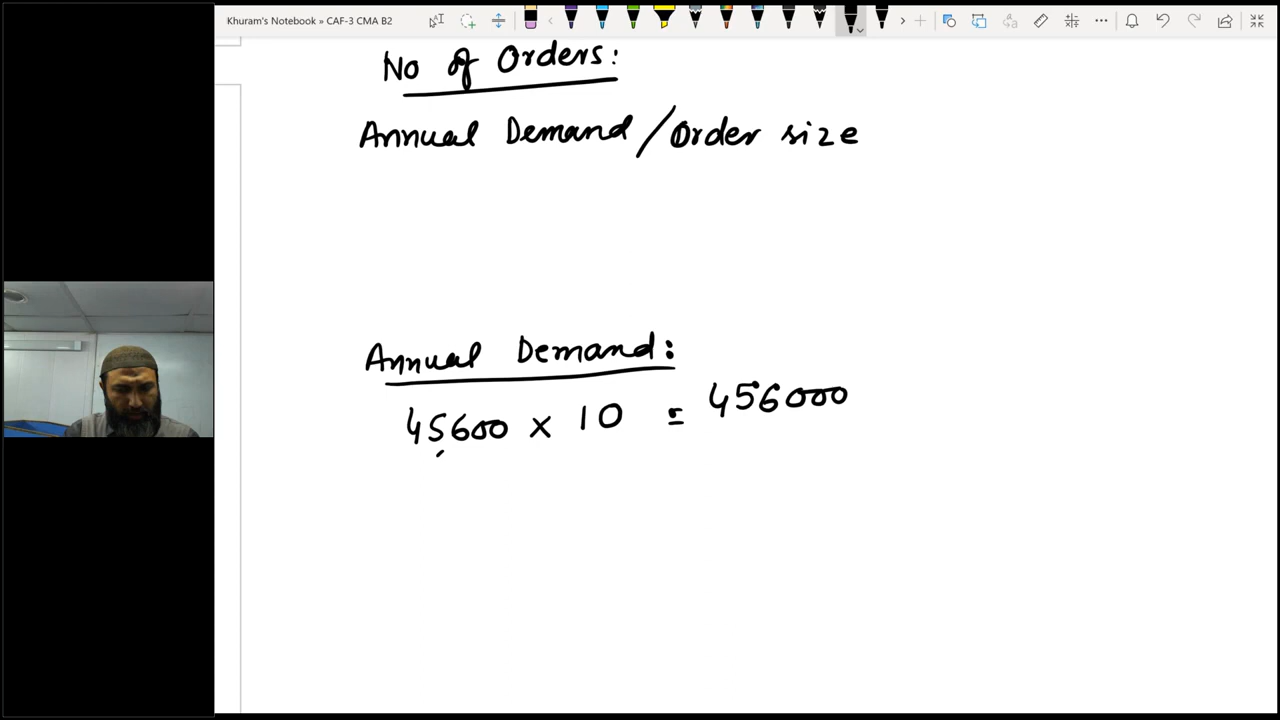 Khuram's Notebook » CAF-3 CMA B2
No of Orders:
Annual Demand/Order size
Annual Demand:
45600 x 10 = 456000